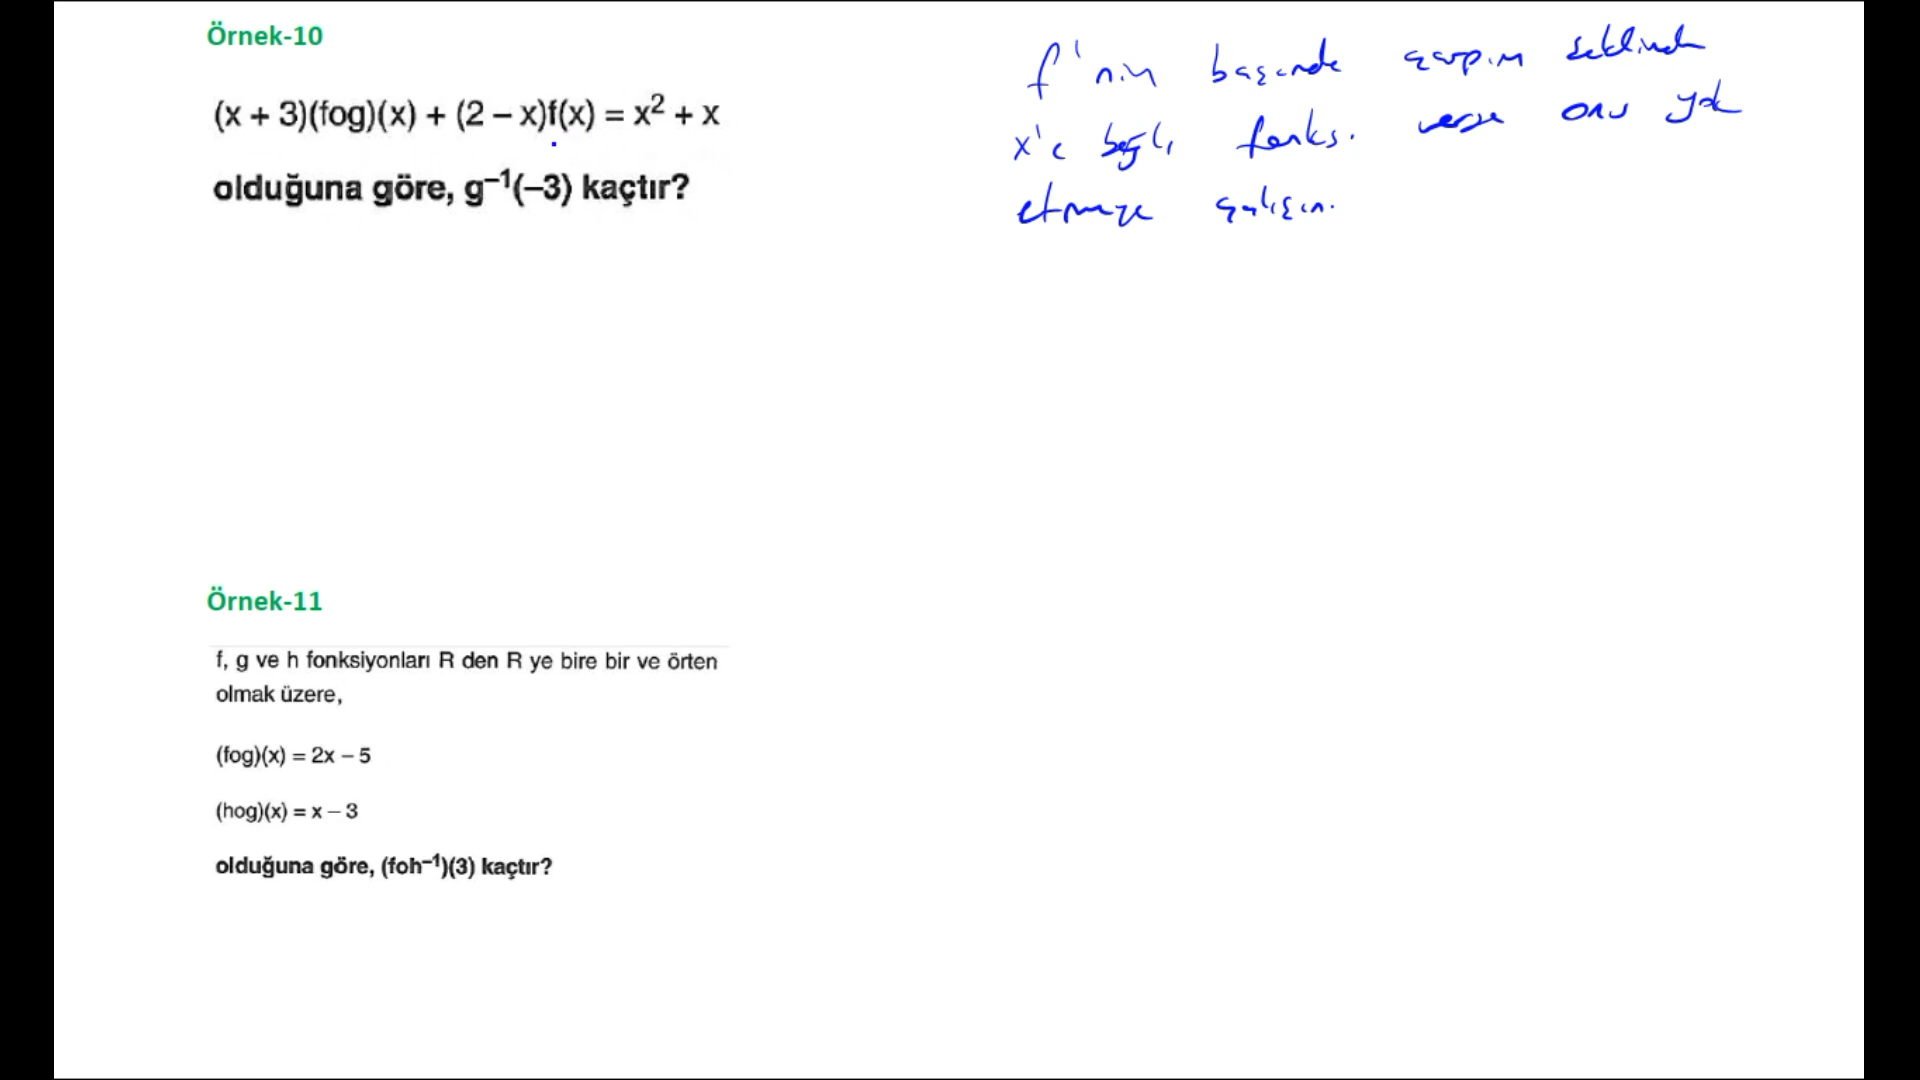 Örnek-10
(x + 3)(fog)(x) + (2 – x)f(x) = x² + x
olduğuna göre, g⁻¹(–3) kaçtır?
f'nin başında çarpım şeklinde
x'e bağlı fonks. varsa onu yok
etmeye çalışın.
Örnek-11
f, g ve h fonksiyonları R den R ye bire bir ve örten
olmak üzere,
(fog)(x) = 2x – 5
(hog)(x) = x – 3
olduğuna göre, (foh⁻¹)(3) kaçtır?